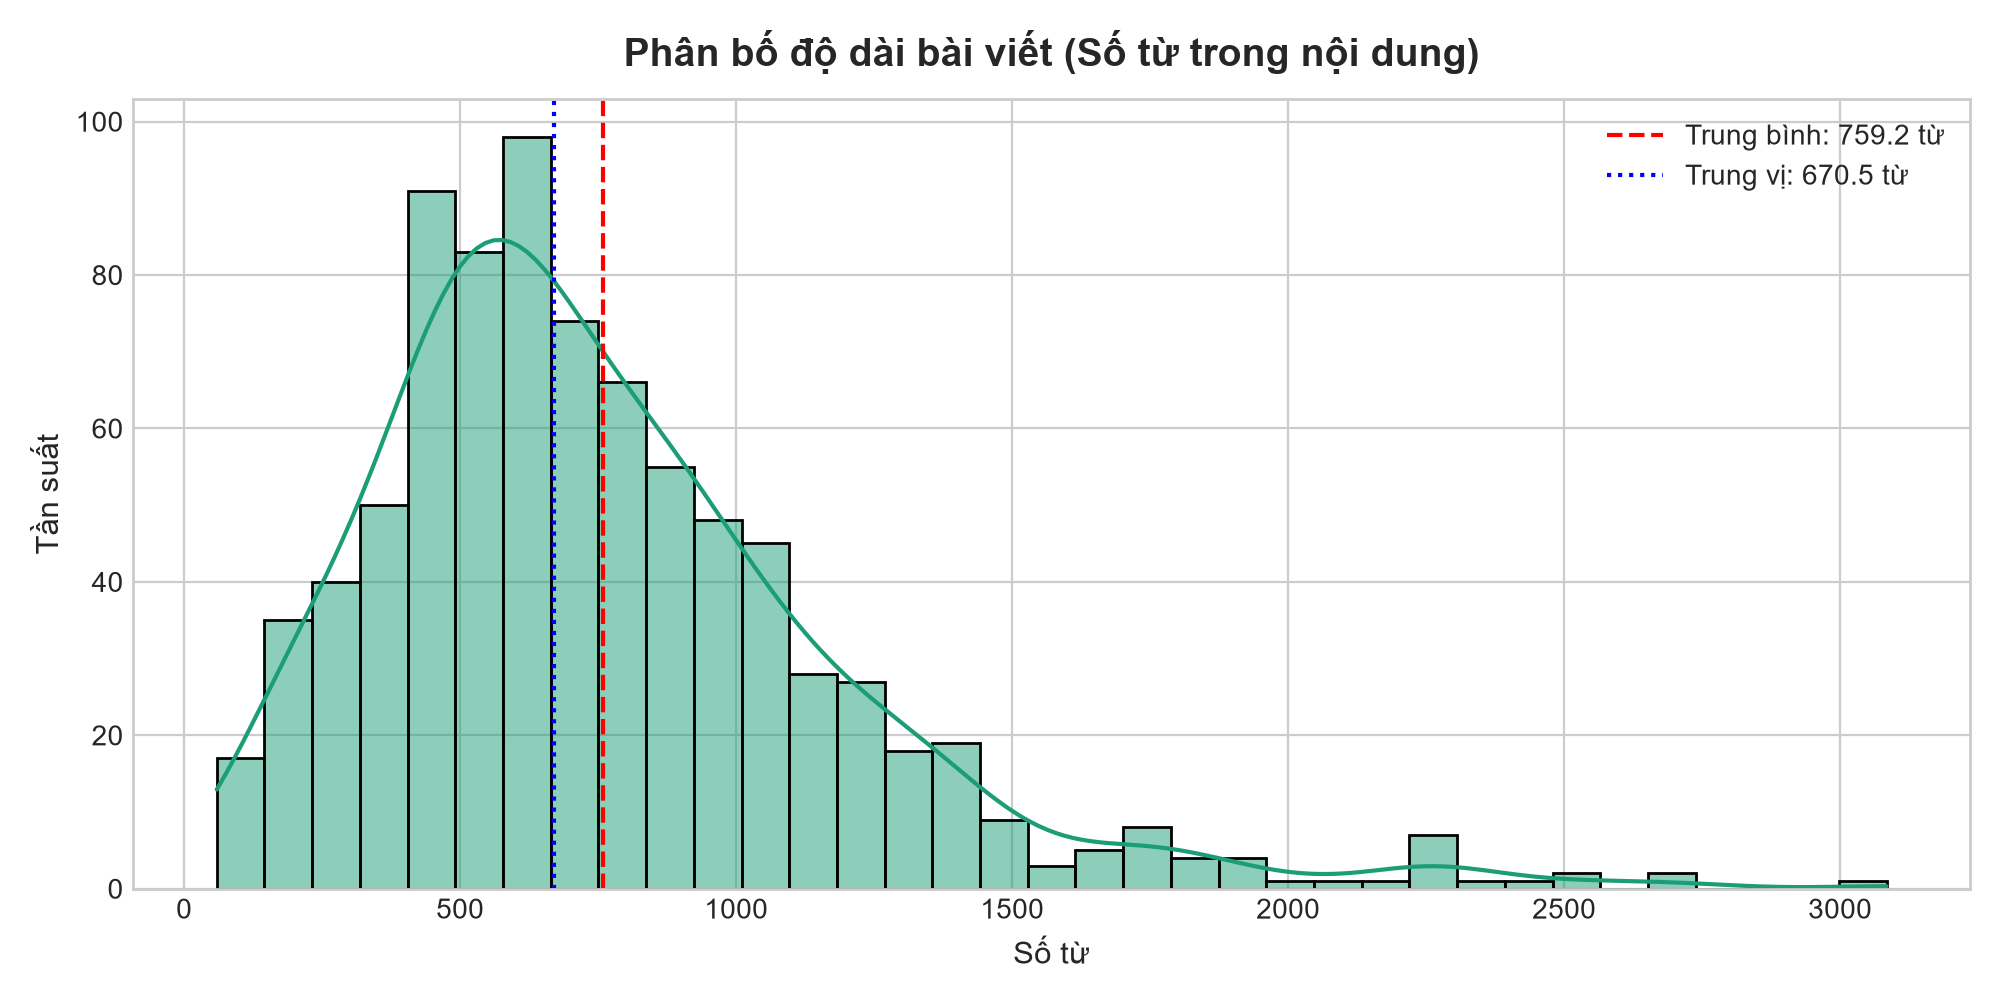 Phân bố độ dài bài viết (Số từ trong nội dung)
Trung bình: 759.2 từ
Trung vị: 670.5 từ
Tần suất
100
80
60
40
20
0
0 500 1000 1500 2000 2500 3000
Số từ